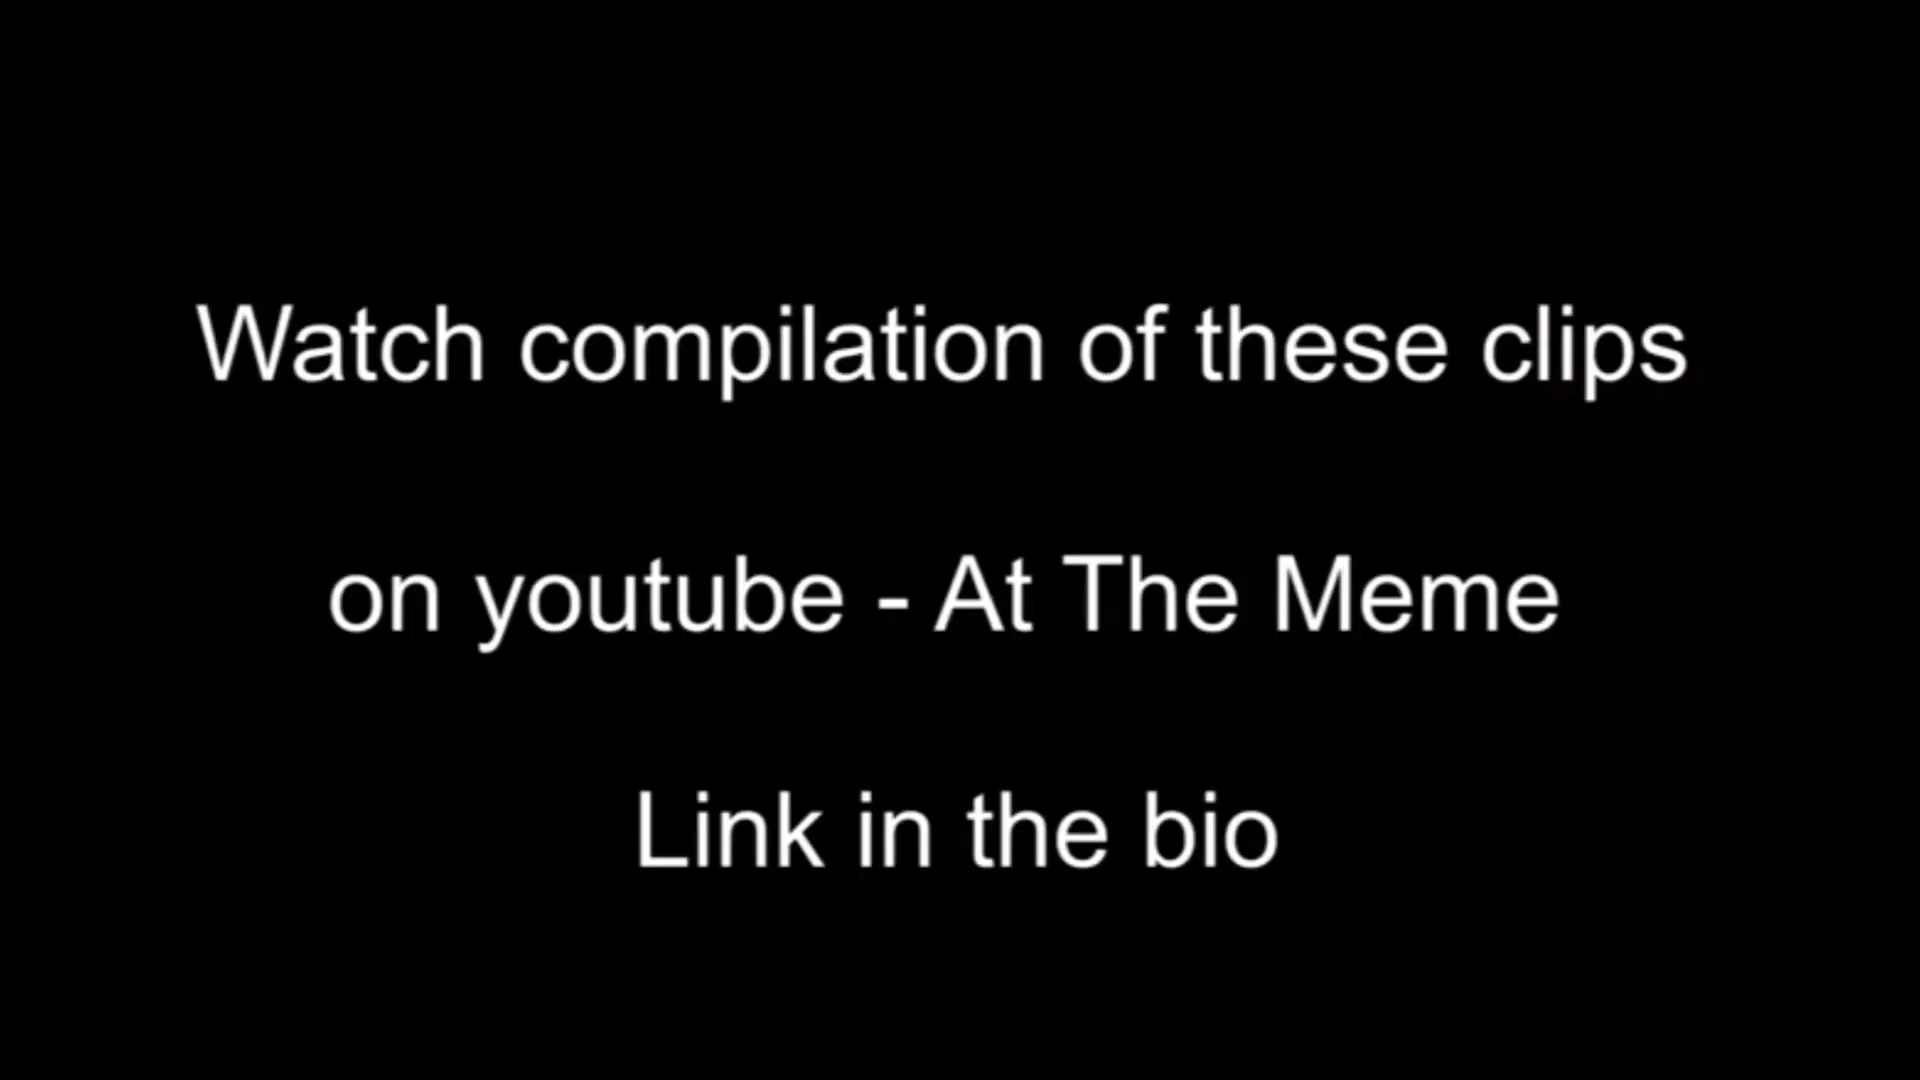 Watch compilation of these clips
on youtube - At The Meme
Link in the bio